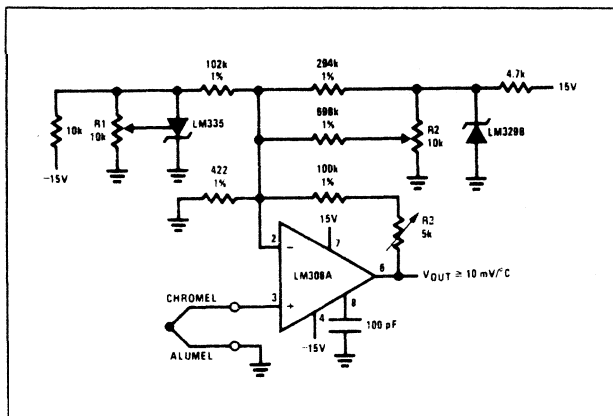 102k
1%
294k
1%
4.7k
15V
10k
R1
10k
LM335
698k
1%
R2
10k
LM329B
-15V
422
1%
100k
1%
R3
5k
15V
2
7
LM308A
6
VOUT ≥ 10 mV/°C
CHROMEL
3
8
4
100 pF
-15V
ALUMEL